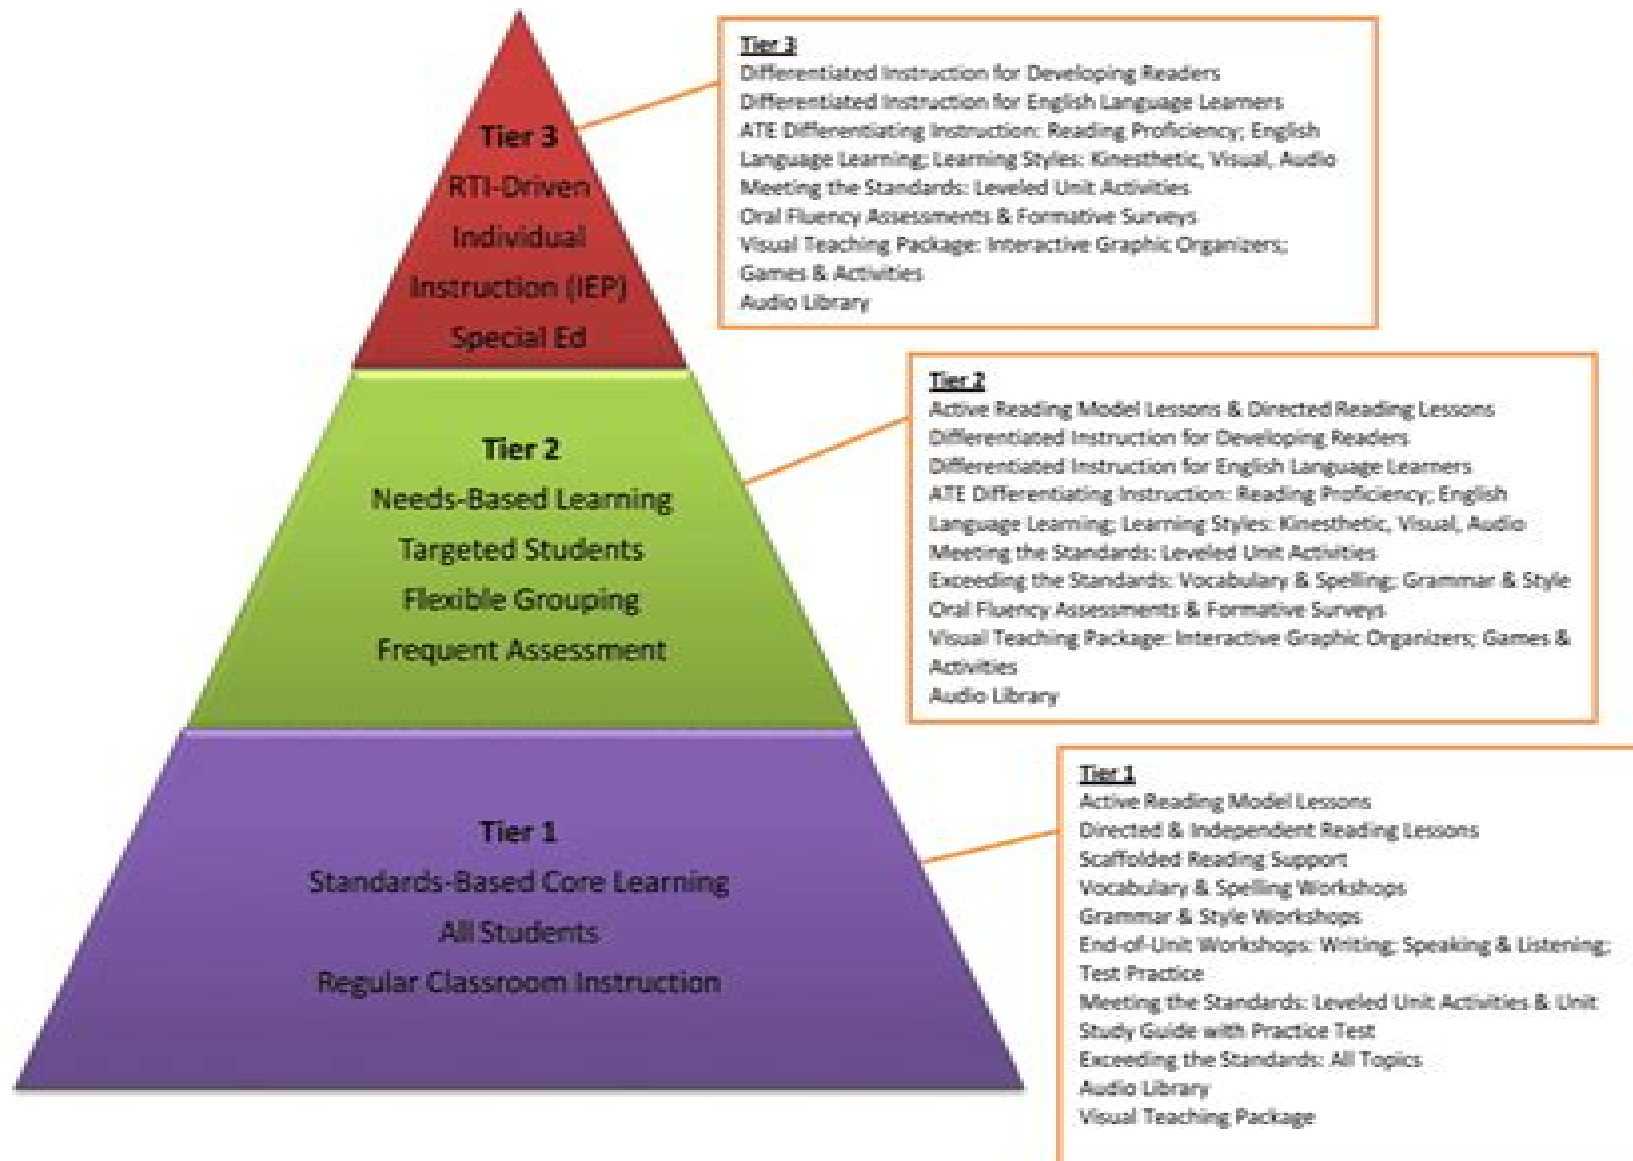 Tier 3
RTI-Driven
Individual
Instruction (IEP)
Special Ed
Tier 3
Differentiated Instruction for Developing Readers
Differentiated Instruction for English Language Learners
ATE Differentiating Instruction: Reading Proficiency; English
Language Learning; Learning Styles: Kinesthetic, Visual, Audio
Meeting the Standards: Leveled Unit Activities
Oral Fluency Assessments & Formative Surveys
Visual Teaching Package: Interactive Graphic Organizers;
Games & Activities
Audio Library
Tier 2
Needs-Based Learning
Targeted Students
Flexible Grouping
Frequent Assessment
Tier 2
Active Reading Model Lessons & Directed Reading Lessons
Differentiated Instruction for Developing Readers
Differentiated Instruction for English Language Learners
ATE Differentiating Instruction: Reading Proficiency; English
Language Learning; Learning Styles: Kinesthetic, Visual, Audio
Meeting the Standards: Leveled Unit Activities
Exceeding the Standards: Vocabulary & Spelling; Grammar & Style
Oral Fluency Assessments & Formative Surveys
Visual Teaching Package: Interactive Graphic Organizers; Games &
Activities
Audio Library
Tier 1
Standards-Based Core Learning
All Students
Regular Classroom Instruction
Tier 1
Active Reading Model Lessons
Directed & Independent Reading Lessons
Scaffolded Reading Support
Vocabulary & Spelling Workshops
Grammar & Style Workshops
End-of-Unit Workshops: Writing; Speaking & Listening;
Test Practice
Meeting the Standards: Leveled Unit Activities & Unit
Study Guide with Practice Test
Exceeding the Standards: All Topics
Audio Library
Visual Teaching Package